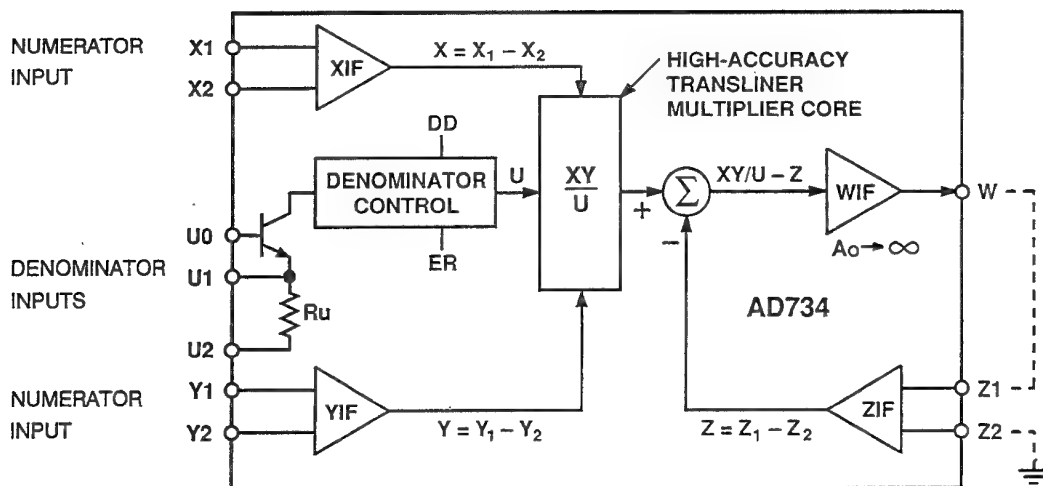 NUMERATOR
INPUT
X1
X2
XIF
X = X₁ – X₂
HIGH-ACCURACY
TRANSLINER
MULTIPLIER CORE
DD
DENOMINATOR
CONTROL
ER
U
XY
U
+
Σ
–
XY/U – Z
WIF
Ao → ∞
W
DENOMINATOR
INPUTS
U0
U1
Ru
U2
AD734
NUMERATOR
INPUT
Y1
Y2
YIF
Y = Y₁ – Y₂
Z = Z₁ – Z₂
ZIF
Z1
Z2